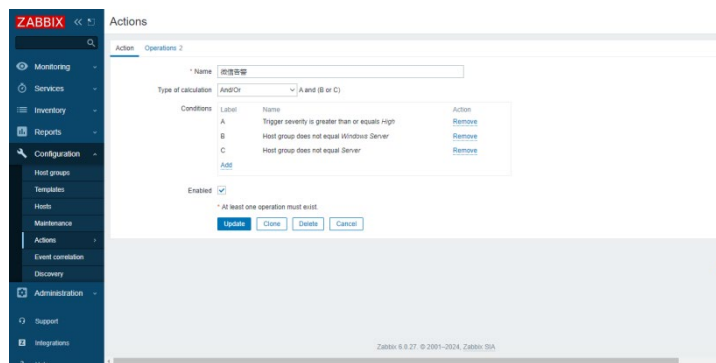 ZABBIX
Actions
Action Operations 2
Monitoring
Services
Inventory
Reports
Configuration
Host groups
Templates
Hosts
Maintenance
Actions
Event correlation
Discovery
Administration
Support
Integrations
* Name 微信告警
Type of calculation And/Or A and (B or C)
Conditions Label Name Action
A Trigger severity is greater than or equals High Remove
B Host group does not equal Windows Server Remove
C Host group does not equal Server Remove
Add
Enabled
* At least one operation must exist.
Update Clone Delete Cancel
Zabbix 6.0.27. © 2001–2024, Zabbix SIA